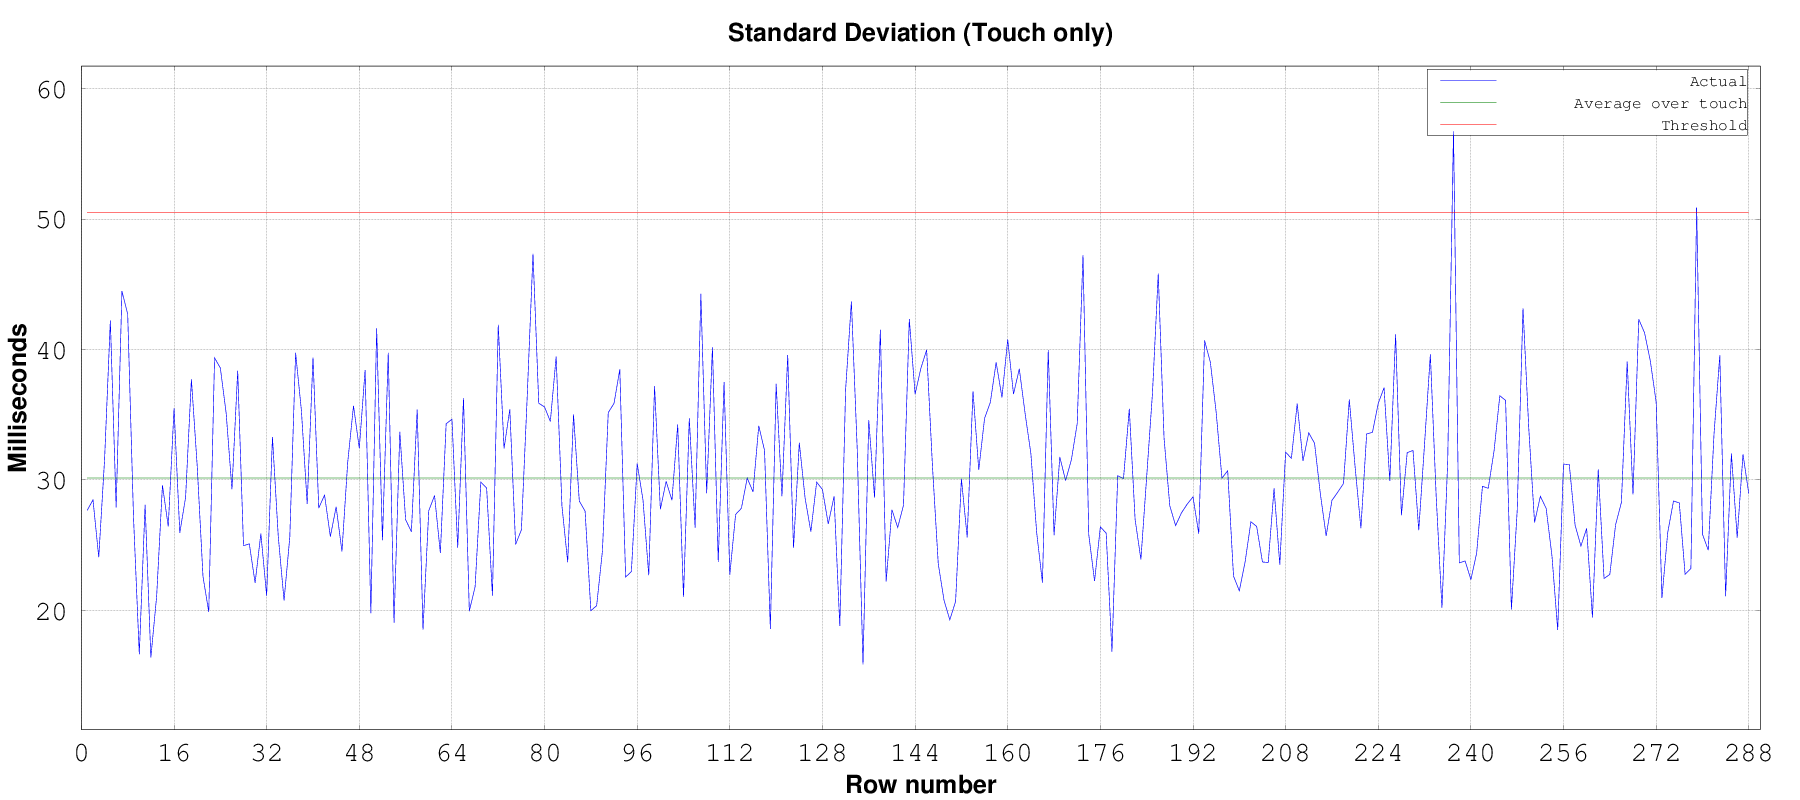 Standard Deviation (Touch only)
Actual
Average over touch
Threshold
60
50
40
30
20
Milliseconds
0 16 32 48 64 80 96 112 128 144 160 176 192 208 224 240 256 272 288
Row number